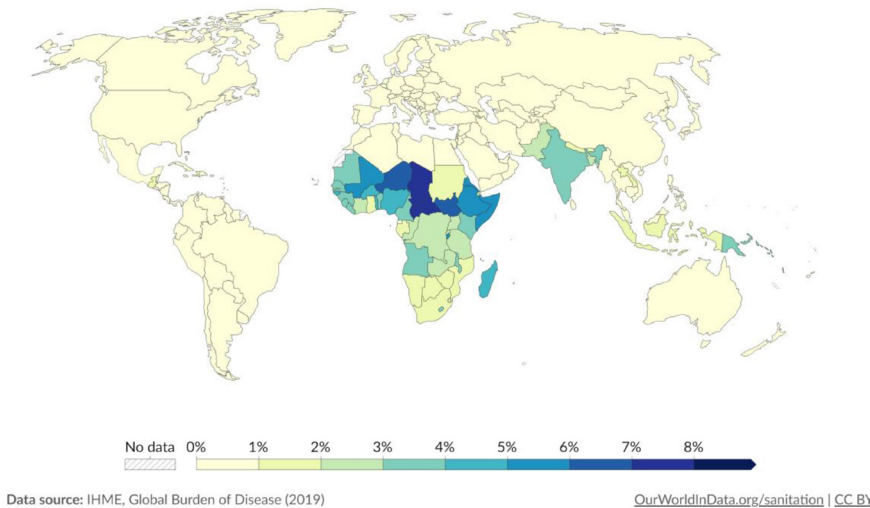 No data 0% 1% 2% 3% 4% 5% 6% 7% 8%
Data source: IHME, Global Burden of Disease (2019) OurWorldInData.org/sanitation | CC BY